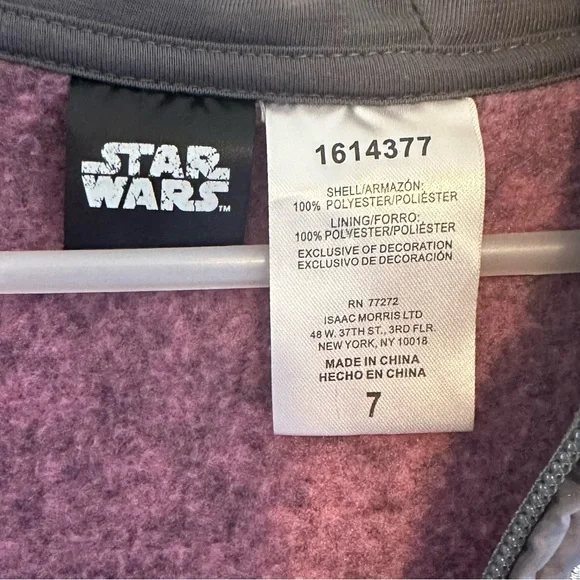 STAR
WARS™
1614377
SHELL/ARMAZÓN:
100% POLYESTER/POLIÉSTER
LINING/FORRO:
100% POLYESTER/POLIÉSTER
EXCLUSIVE OF DECORATION
EXCLUSIVO DE DECORACIÓN
RN 77272
ISAAC MORRIS LTD
48 W. 37TH ST., 3RD FLR.
NEW YORK, NY 10018
MADE IN CHINA
HECHO EN CHINA
7